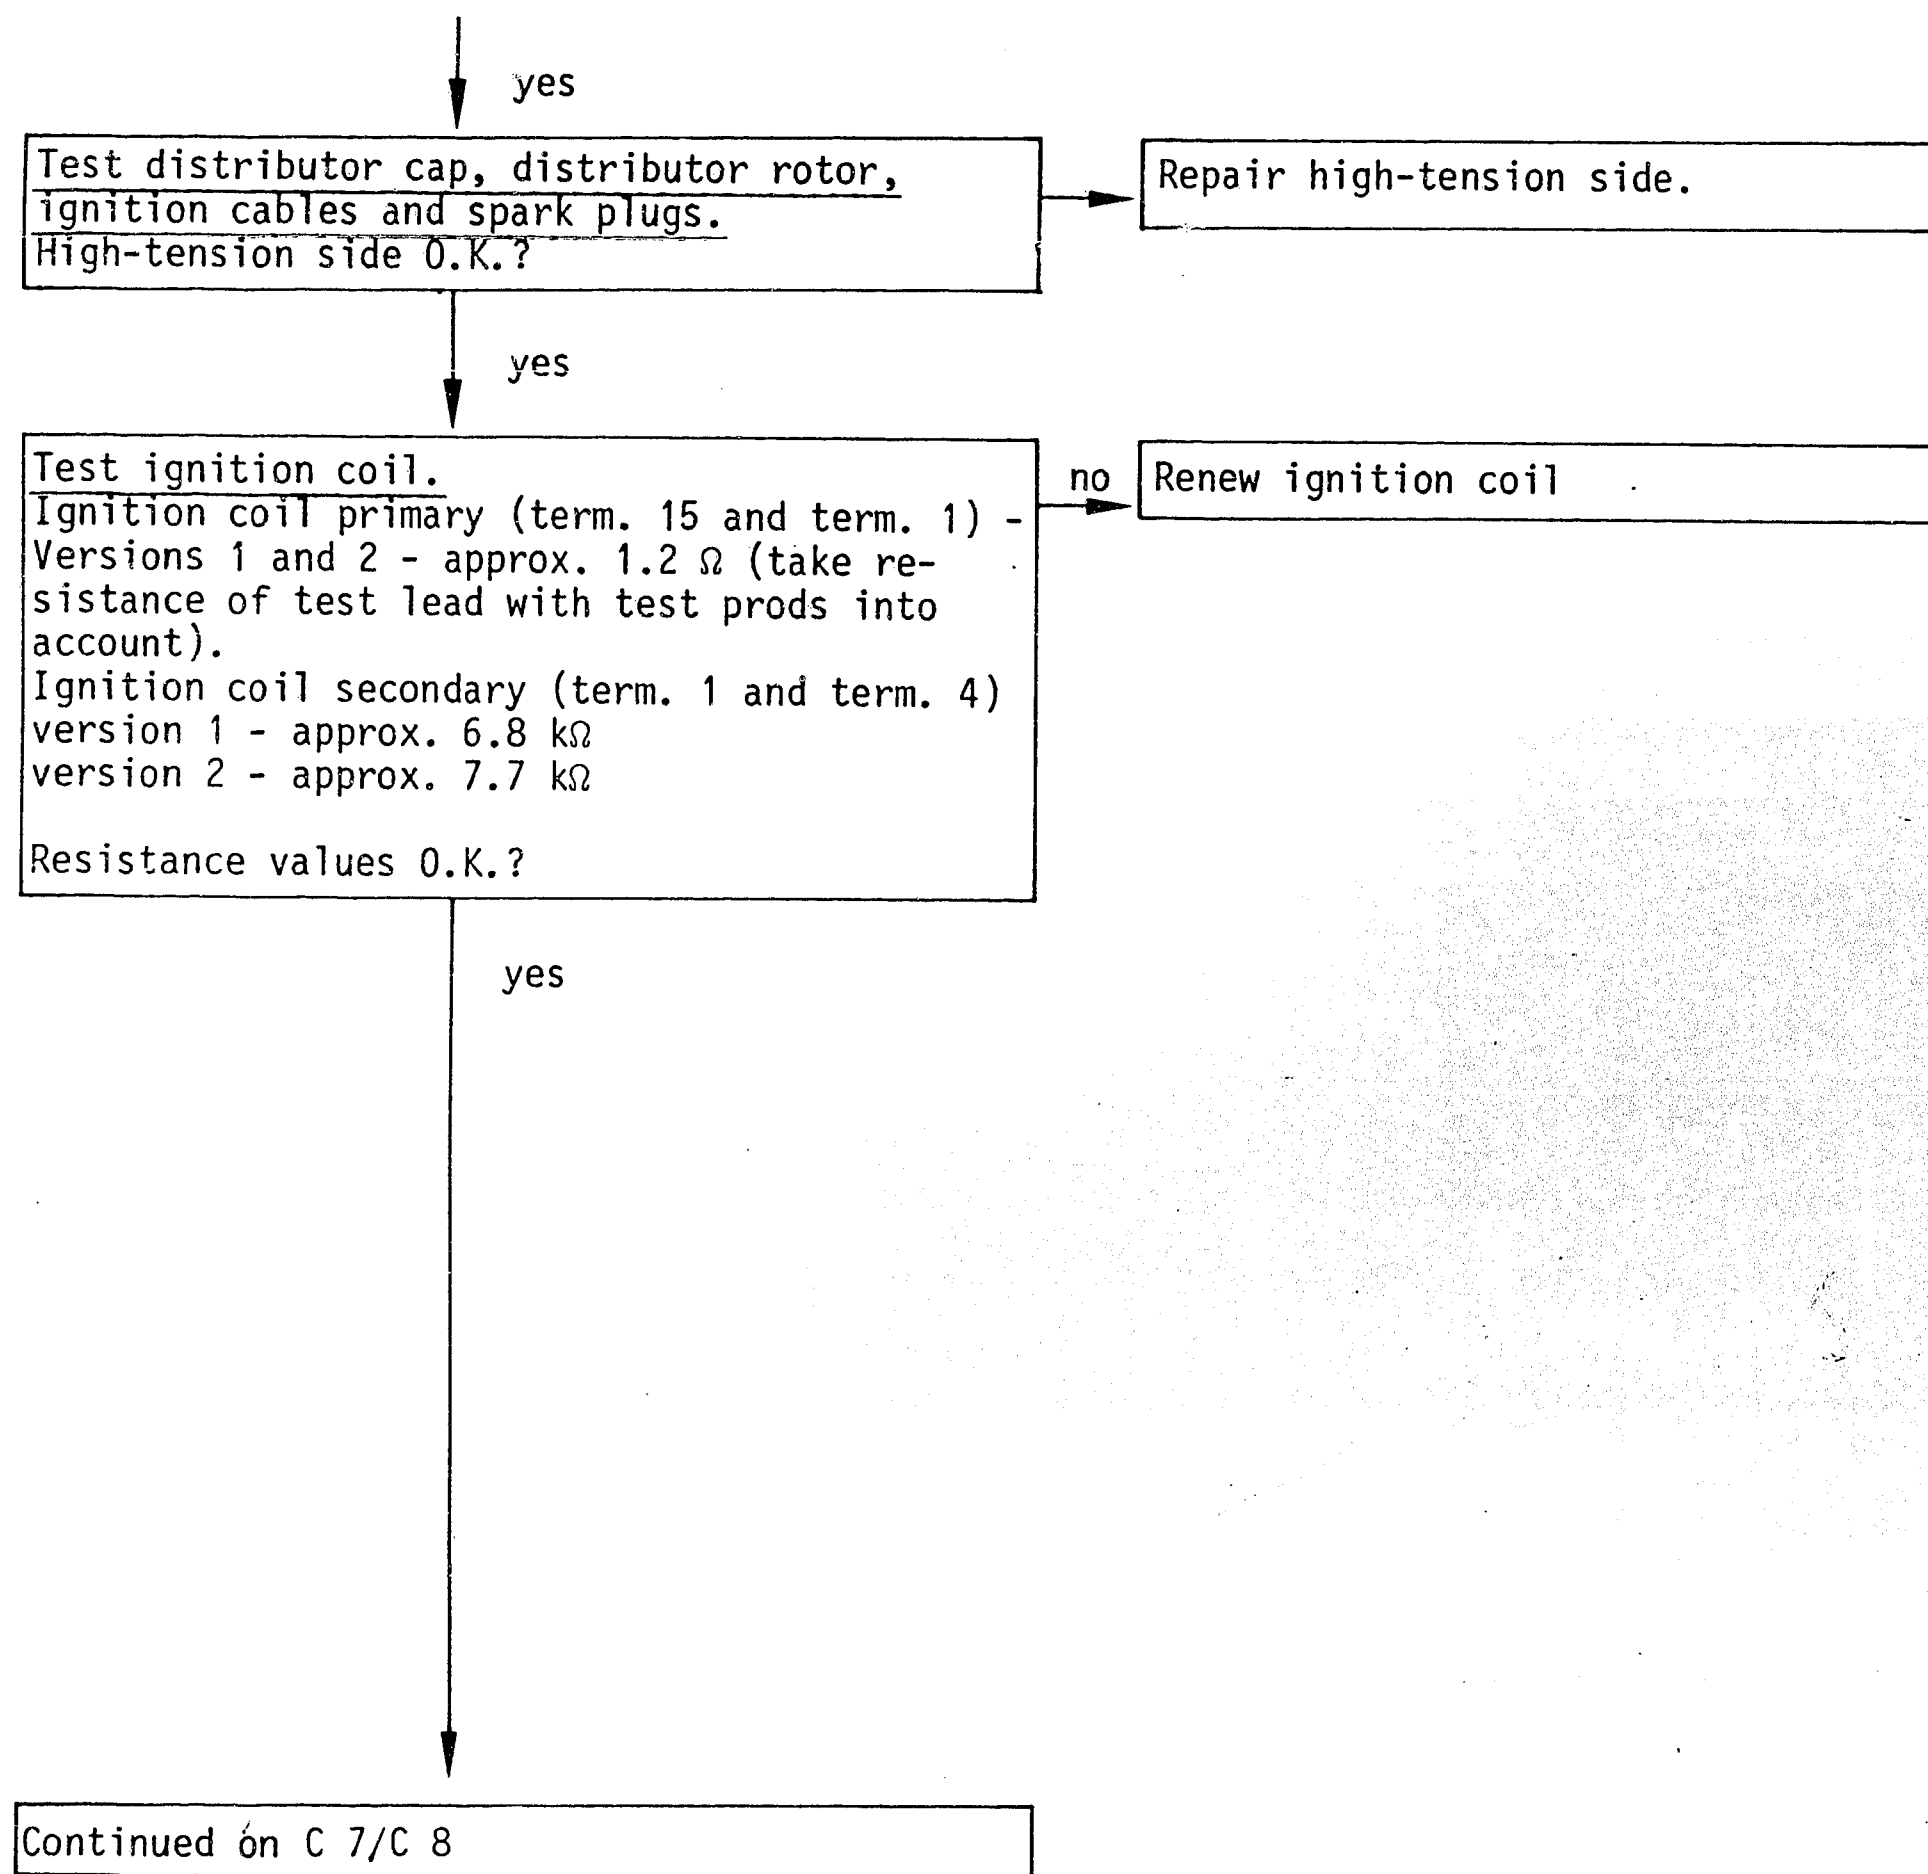 yes
Test distributor cap, distributor rotor,
ignition cables and spark plugs.
High-tension side O.K.?
Repair high-tension side.
yes
Test ignition coil.
Ignition coil primary (term. 15 and term. 1) -
Versions 1 and 2 - approx. 1.2 Ω (take re-
sistance of test lead with test prods into
account).
Ignition coil secondary (term. 1 and term. 4)
version 1 - approx. 6.8 kΩ
version 2 - approx. 7.7 kΩ
Resistance values O.K.?
no
Renew ignition coil
yes
Continued on C 7/C 8